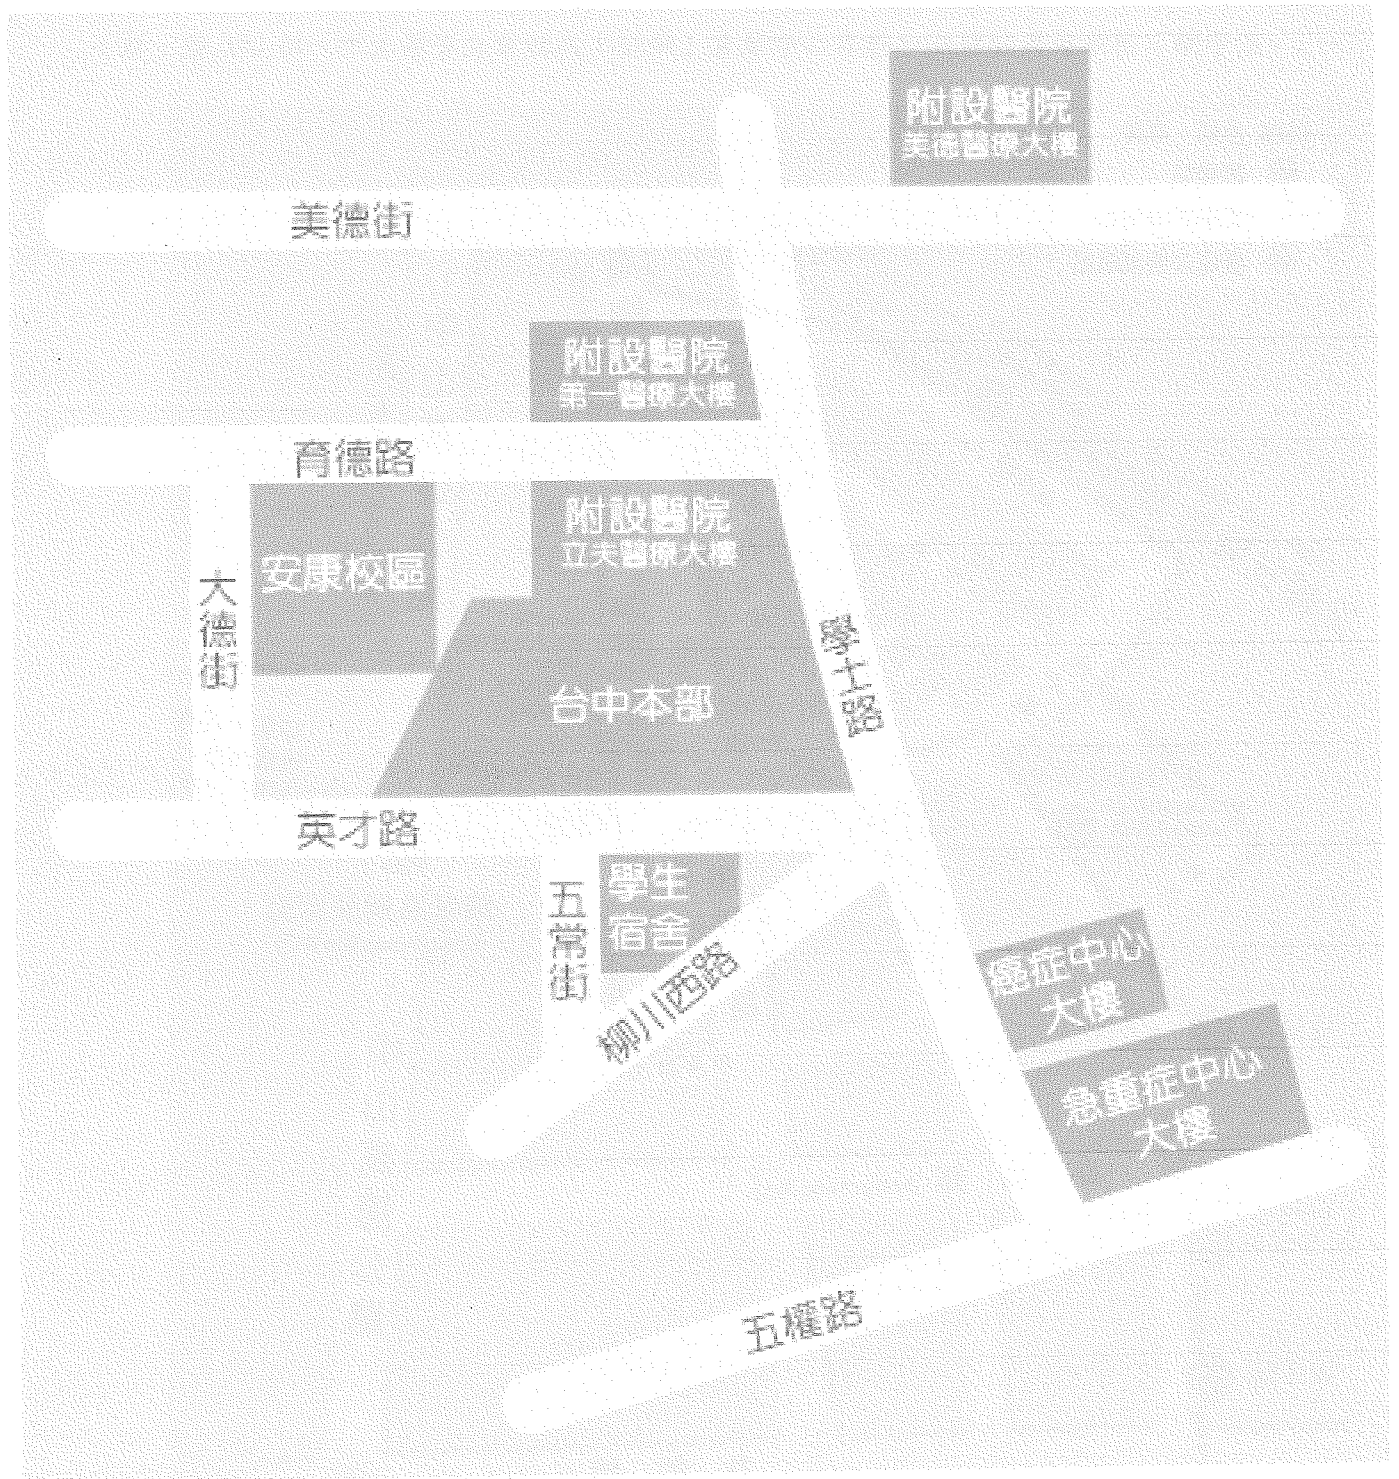 附設醫院
美德醫療大樓
美德街
附設醫院
第一醫療大樓
育德路
附設醫院
立夫醫療大樓
安康校區
大德街
學士路
台中本部
英才路
學生
宿舍
五常街
柳川西路
癌症中心
大樓
急重症中心
大樓
五權路